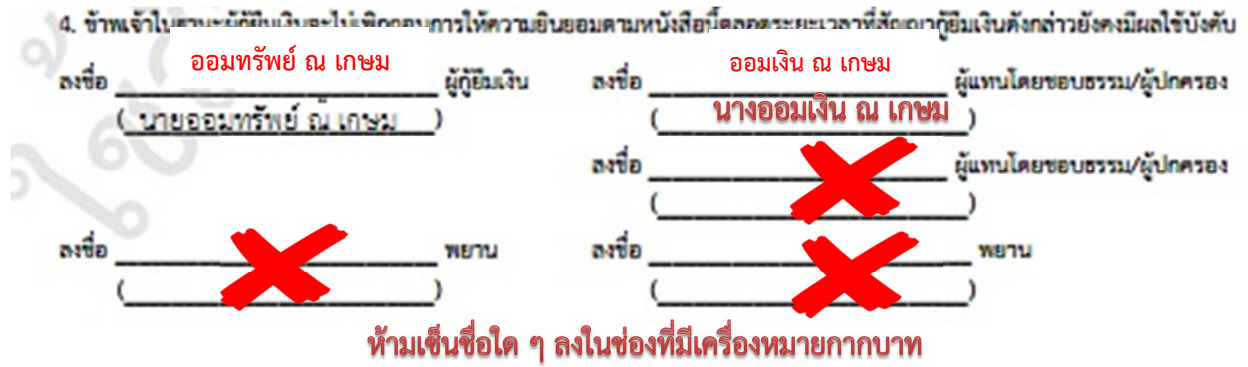 4. ข้าพเจ้าในฐานะผู้กู้ยืมเงินจะไม่เพิกถอนการให้ความยินยอมตามหนังสือนี้ตลอดระยะเวลาที่สัญญากู้ยืมเงินดังกล่าวยังคงมีผลใช้บังคับ
ลงชื่อ ออมทรัพย์ ณ เกษม ผู้กู้ยืมเงิน ลงชื่อ ออมเงิน ณ เกษม ผู้แทนโดยชอบธรรม/ผู้ปกครอง
(นายออมทรัพย์ ณ เกษม) (นางออมเงิน ณ เกษม)
ลงชื่อ ผู้แทนโดยชอบธรรม/ผู้ปกครอง
( )
ลงชื่อ พยาน ลงชื่อ พยาน
( ) ( )
ห้ามเซ็นชื่อใด ๆ ลงในช่องที่มีเครื่องหมายกากบาท